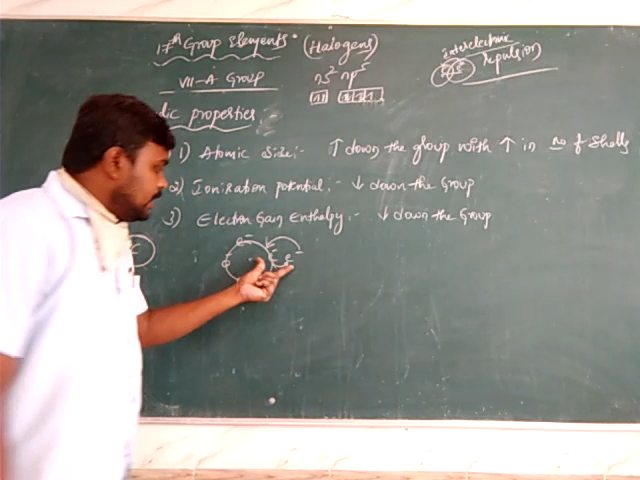 17th Group Elements. (Halogens)
interelectronic
repulsion
e⁻ e⁻
VII-A Group
ns² np⁵
dic properties.
1) Atomic Size:- ↑ down the group with ↑ in no of shells
2) Ionisation potential:- ↓ down the Group
3) Electron Gain Enthalpy:- ↓ down the Group
e⁻
e⁻